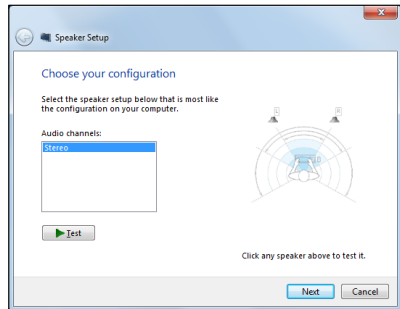 Speaker Setup
Choose your configuration
Select the speaker setup below that is most like
the configuration on your computer.
Audio channels:
Stereo
L
R
Test
Click any speaker above to test it.
Next
Cancel